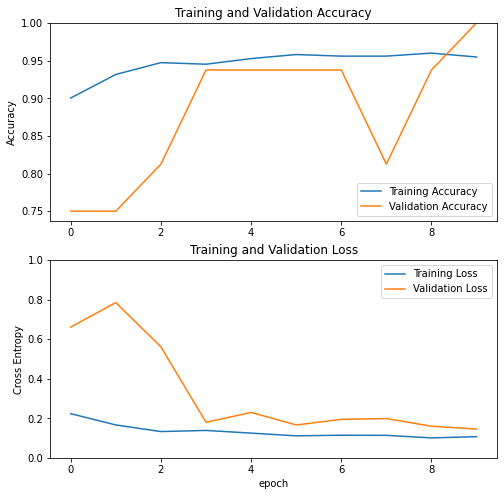 Training and Validation Accuracy
1.00
0.95
0.90
0.85
0.80
0.75
Accuracy
Training Accuracy
Validation Accuracy
0 2 4 6 8
Training and Validation Loss
1.0
0.8
0.6
0.4
0.2
0.0
Cross Entropy
Training Loss
Validation Loss
0 2 4 6 8
epoch